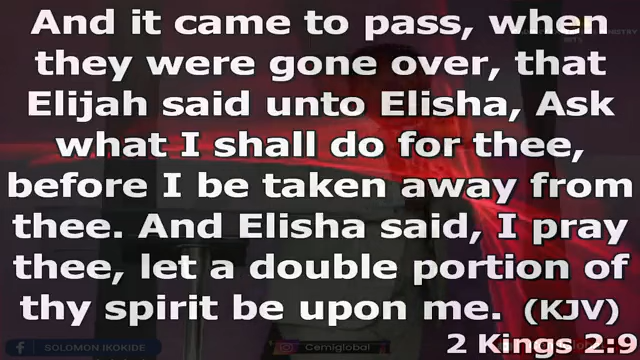 And it came to pass, when
they were gone over, that
Elijah said unto Elisha, Ask
what I shall do for thee,
before I be taken away from
thee. And Elisha said, I pray
thee, let a double portion of
thy spirit be upon me. (KJV)
2 Kings 2:9
SOLOMON.IKOKIDE
Cemiglobal